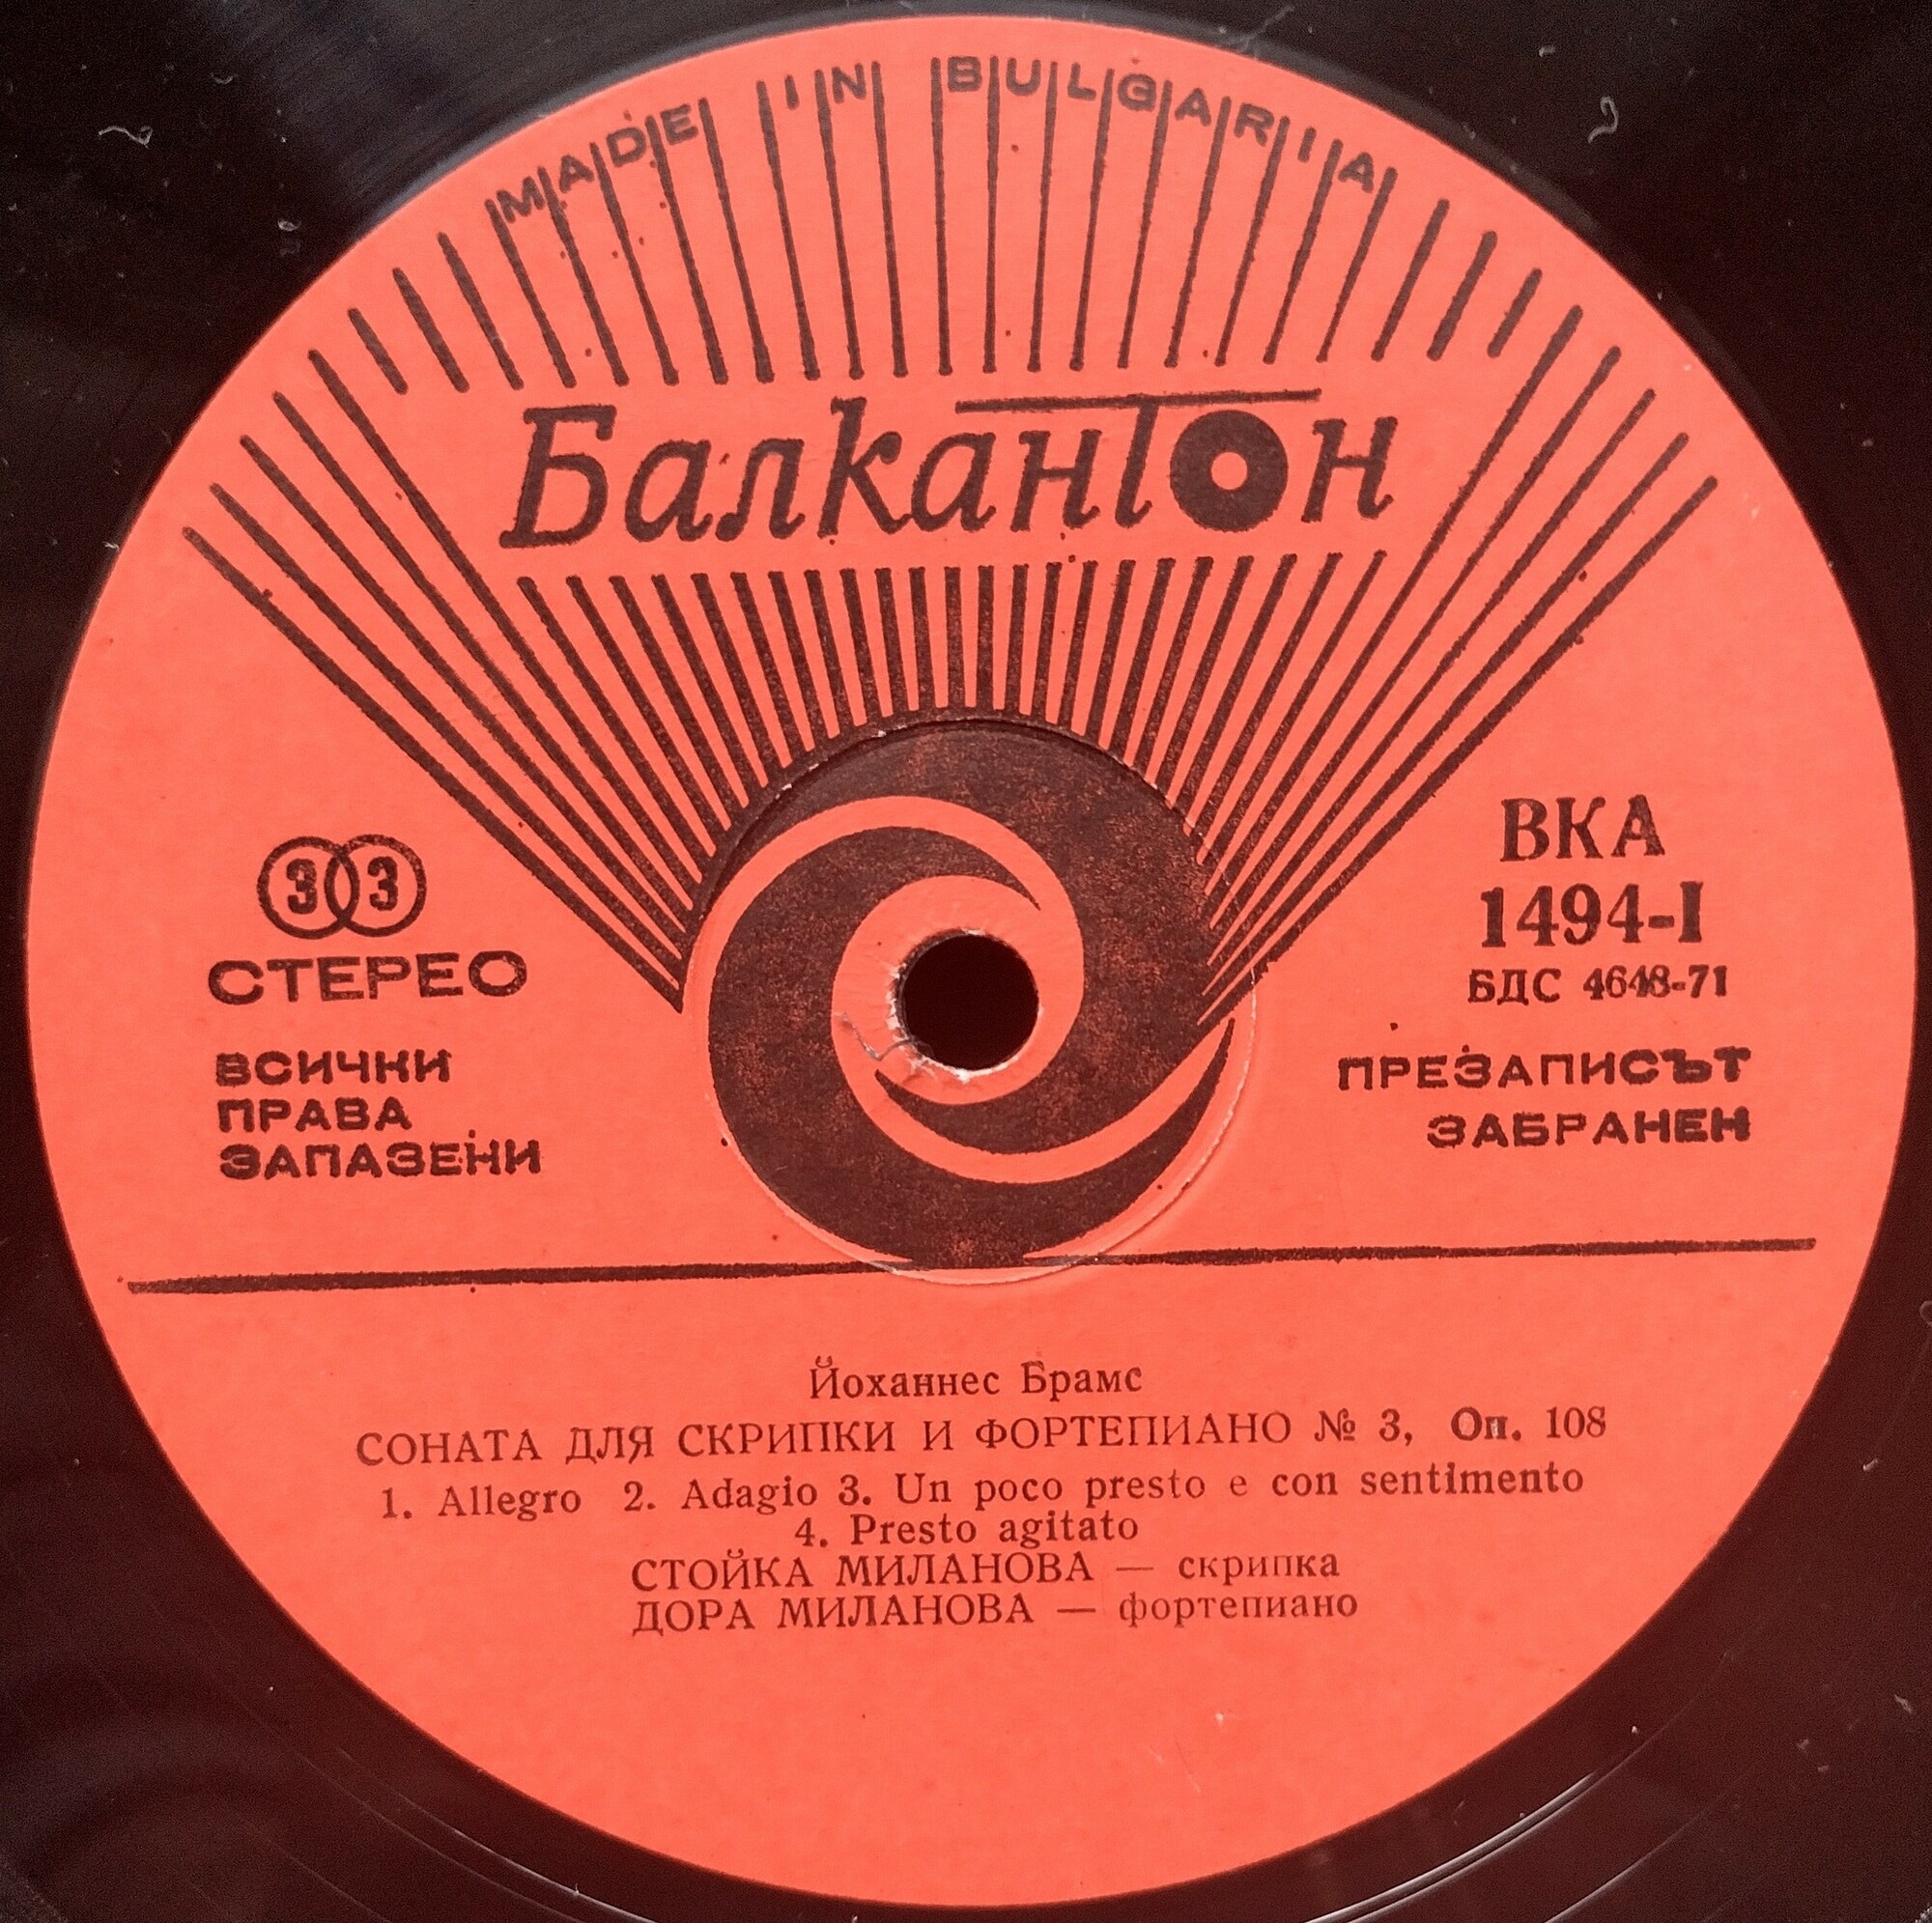 MADE IN BULGARIA
Балкантон
33
СТЕРЕО
ВСИЧКИ
ПРАВА
ЗАПАЗЕНИ
ВКА
1494-I
БДС 4648-71
ПРЕЗАПИСЪТ
ЗАБРАНЕН
Йоханнес Брамс
СОНАТА ДЛЯ СКРИПКИ И ФОРТЕПИАНО № 3, Оп. 108
1. Allegro 2. Adagio 3. Un poco presto e con sentimento
4. Presto agitato
СТОЙКА МИЛАНОВА — скрипка
ДОРА МИЛАНОВА — фортепиано